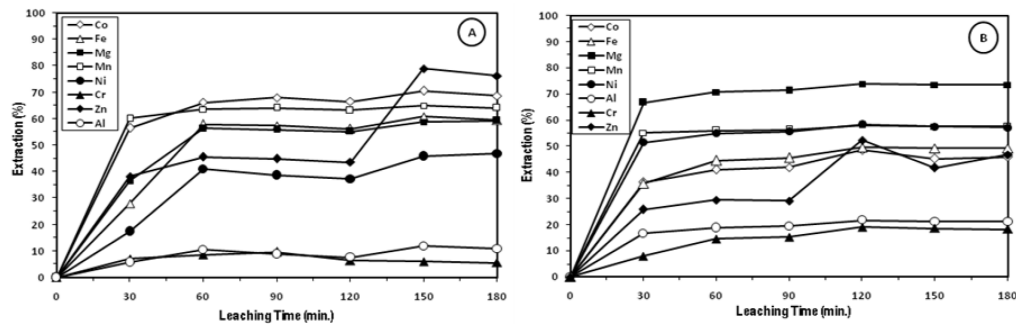 A
Co
Fe
Mg
Mn
Ni
Cr
Zn
Al
100
90
80
70
60
50
40
30
20
10
0
Extraction (%)
0 30 60 90 120 150 180
Leaching Time (min.)
B
Co
Fe
Mg
Mn
Ni
Al
Cr
Zn
100
90
80
70
60
50
40
30
20
10
0
Extraction (%)
0 30 60 90 120 150 180
Leaching Time (min.)